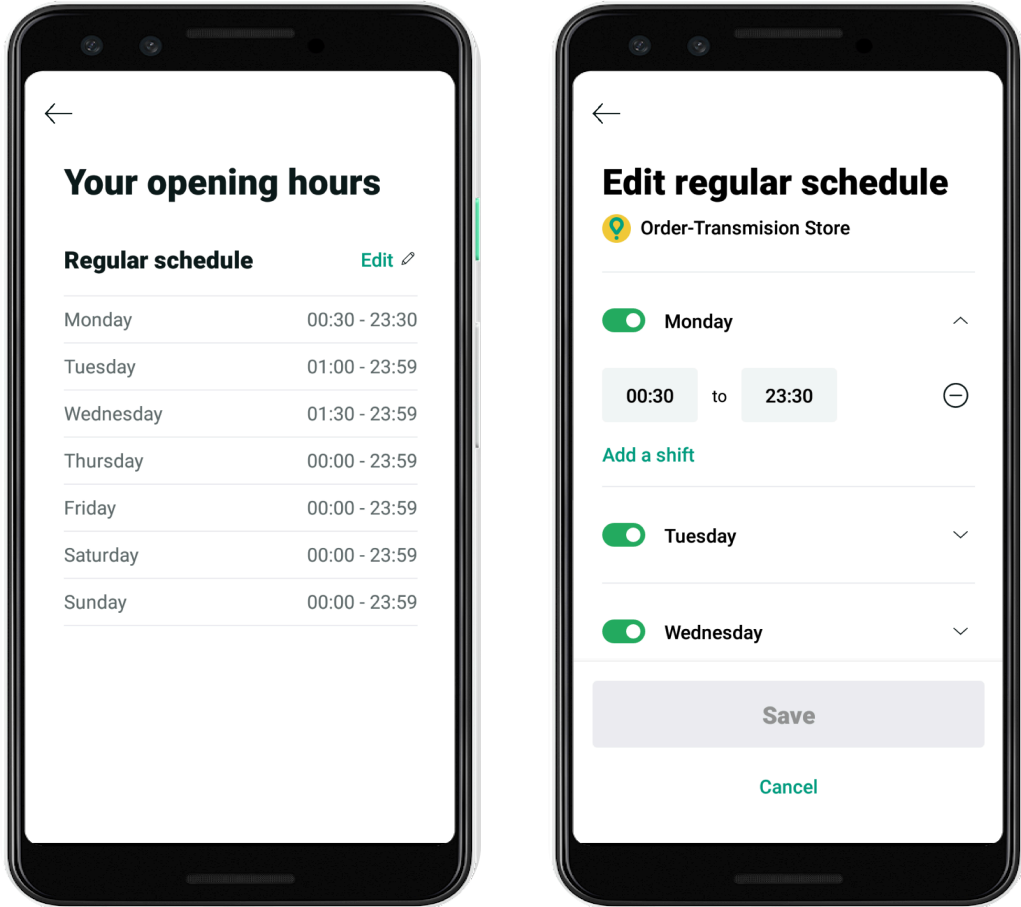 Your opening hours
Regular schedule Edit
Monday 00:30 - 23:30
Tuesday 01:00 - 23:59
Wednesday 01:30 - 23:59
Thursday 00:00 - 23:59
Friday 00:00 - 23:59
Saturday 00:00 - 23:59
Sunday 00:00 - 23:59
Edit regular schedule
Order-Transmision Store
Monday
00:30 to 23:30
Add a shift
Tuesday
Wednesday
Save
Cancel